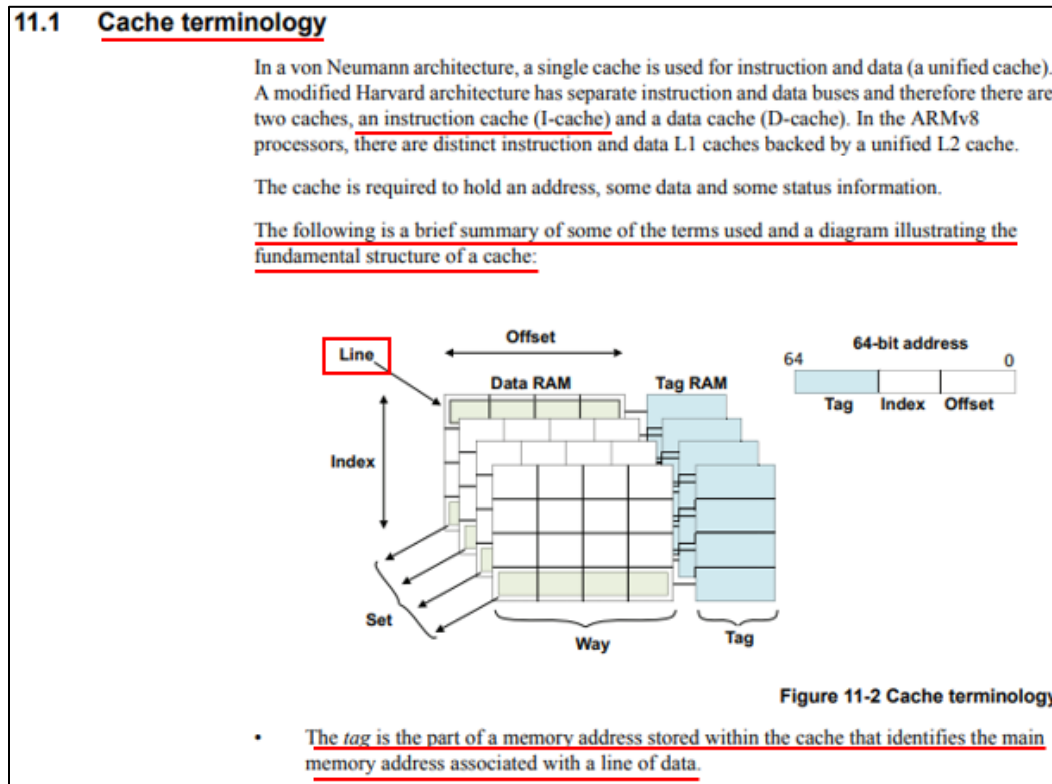 11.1 Cache terminology
In a von Neumann architecture, a single cache is used for instruction and data (a unified cache).
A modified Harvard architecture has separate instruction and data buses and therefore there are
two caches, an instruction cache (I-cache) and a data cache (D-cache). In the ARMv8
processors, there are distinct instruction and data L1 caches backed by a unified L2 cache.
The cache is required to hold an address, some data and some status information.
The following is a brief summary of some of the terms used and a diagram illustrating the
fundamental structure of a cache:
Offset
Line
Data RAM
Tag RAM
64-bit address
64 0
Tag Index Offset
Index
Set
Way
Tag
Figure 11-2 Cache terminology
• The tag is the part of a memory address stored within the cache that identifies the main
memory address associated with a line of data.